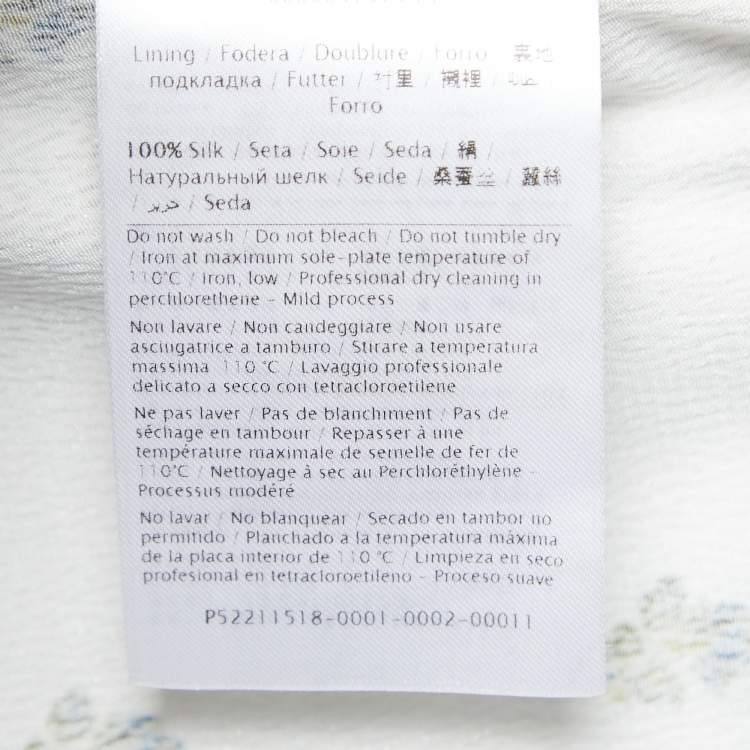 Lining / Fodera / Doublure / Forro 裏地
подкладка / Futter / 衬里 / 襯裡 /
Forro
100% Silk / Seta / Soie / Seda / 絹 /
Натуральный шелк / Seide / 桑蚕丝 / 蠶絲
/ حرير / Seda
Do not wash / Do not bleach / Do not tumble dry
/ Iron at maximum sole-plate temperature of
110°C / Iron, low / Professional dry cleaning in
perchlorethene - Mild process
Non lavare / Non candeggiare / Non usare
asciugatrice a tamburo / Stirare a temperatura
massima 110 °C / Lavaggio professionale
delicato a secco con tetracloroetilene
Ne pas laver / Pas de blanchiment / Pas de
séchage en tambour / Repasser à une
température maximale de semelle de fer de
110°C / Nettoyage à sec au Perchloréthylène -
Processus modéré
No lavar / No blanquear / Secado en tambor no
permitido / Planchado a la temperatura máxima
de la placa interior de 110 °C / Limpieza en seco
profesional en tetracloroetileno - Proceso suave
P52211518-0001-0002-00011